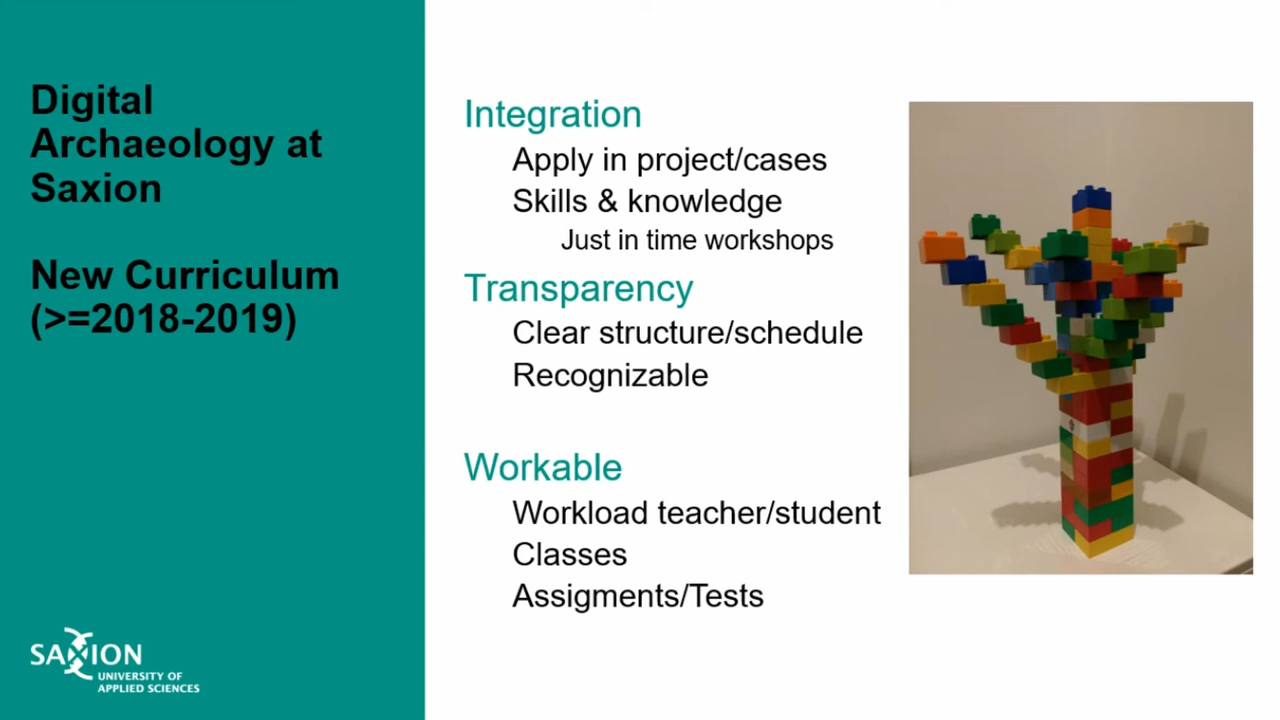 Digital
Archaeology at
Saxion
New Curriculum
(>=2018-2019)
Integration
Apply in project/cases
Skills & knowledge
Just in time workshops
Transparency
Clear structure/schedule
Recognizable
Workable
Workload teacher/student
Classes
Assigments/Tests
SAXION
UNIVERSITY OF
APPLIED SCIENCES